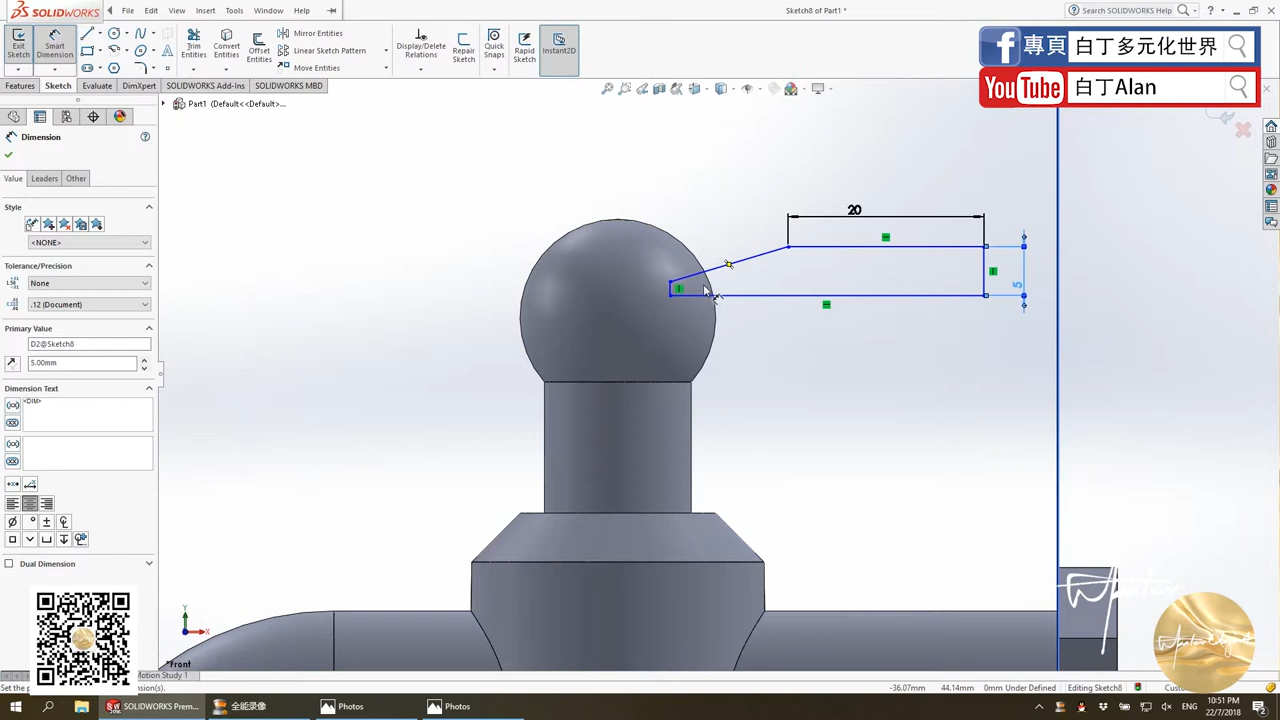 SOLIDWORKS
File
Edit
View
Insert
Tools
Window
Help
Sketch8 of Part1 *
Search SOLIDWORKS Help
Exit Sketch
Smart Dimension
Trim Entities
Convert Entities
Offset Entities
Mirror Entities
Linear Sketch Pattern
Move Entities
Display/Delete Relations
Repair Sketch
Quick Snaps
Rapid Sketch
Instant2D
專頁 白丁多元化世界
YouTube 白丁Alan
Features
Sketch
Evaluate
DimXpert
SOLIDWORKS Add-Ins
SOLIDWORKS MBD
Part1 (Default<<Default>...
Dimension
Value
Leaders
Other
Style
<NONE>
Tolerance/Precision
None
.12 (Document)
Primary Value
D2@Sketch8
5.00mm
Dimension Text
<DIM>
Dual Dimension
20
5
Y
X
*Front
Motion Study 1
-36.07mm
44.14mm
0mm
Under Defined
Editing Sketch8
SOLIDWORKS Prem...
全能录像
Photos
Photos
ENG
10:51 PM
22/7/2018